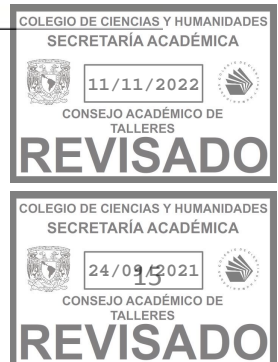 COLEGIO DE CIENCIAS Y HUMANIDADES
SECRETARÍA ACADÉMICA
11/11/2022
CONSEJO ACADÉMICO DE
TALLERES
REVISADO
COLEGIO DE CIENCIAS Y HUMANIDADES
SECRETARÍA ACADÉMICA
24/09/2021
15
CONSEJO ACADÉMICO DE
TALLERES
REVISADO